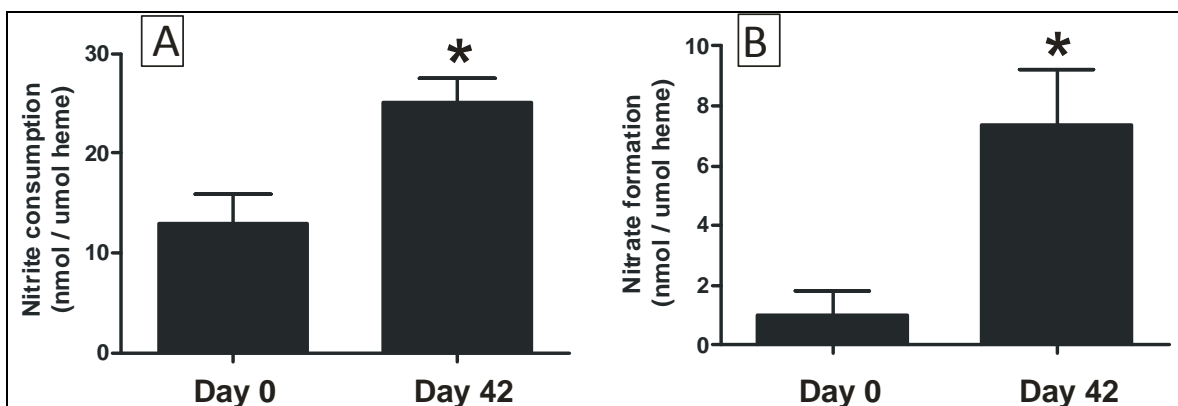 A
*
30
20
10
0
Nitrite consumption
(nmol / umol heme)
Day 0 Day 42
B
*
10
8
6
4
2
0
Nitrate formation
(nmol / umol heme)
Day 0 Day 42